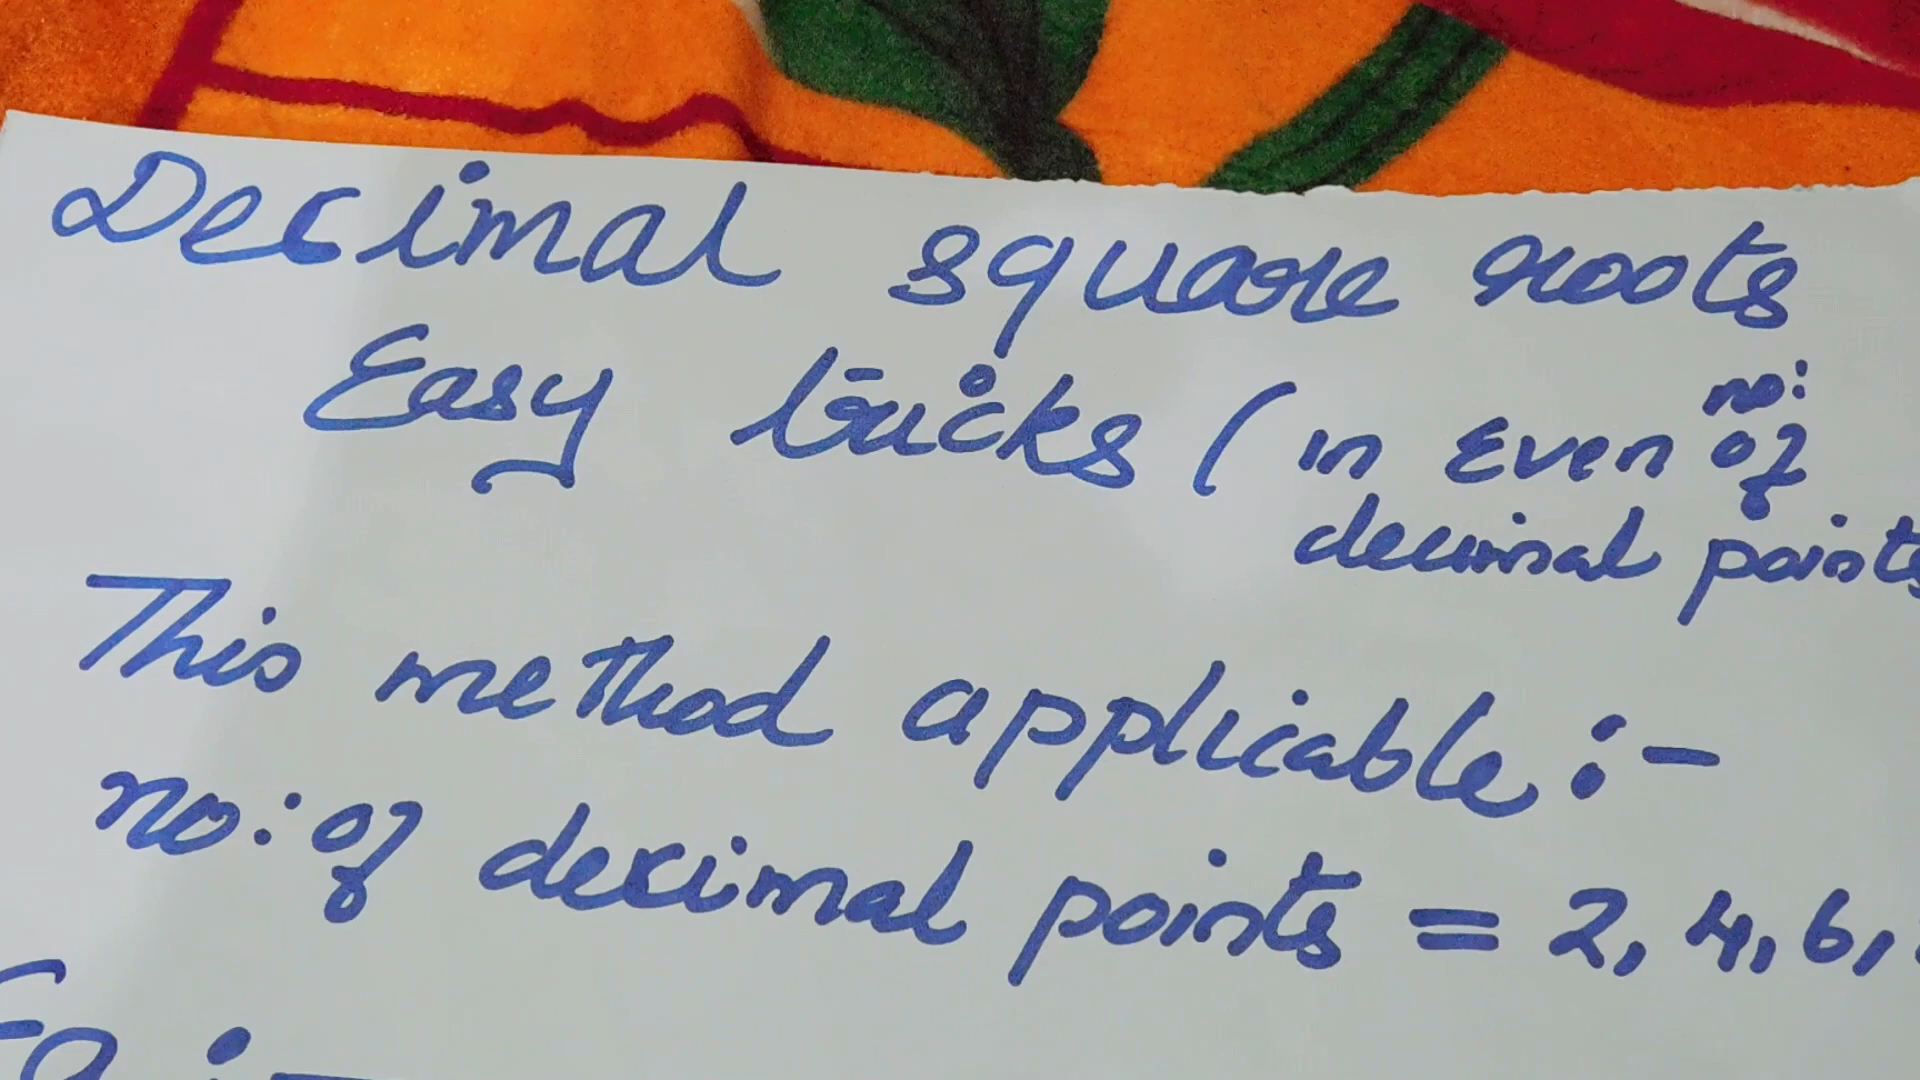 Decimal square roots
Easy tricks (in Even no: of
decimal points
This method applicable :-
no: of decimal points = 2, 4, 6,
Eg :-